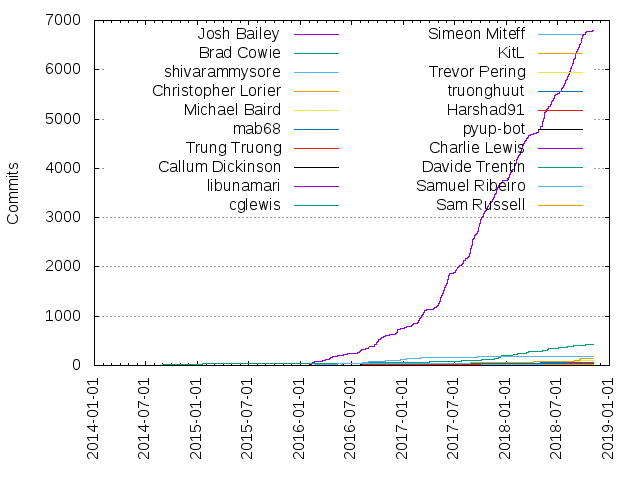 7000
6000
5000
4000
3000
2000
1000
0
Commits
Josh Bailey
Brad Cowie
shivarammysore
Christopher Lorier
Michael Baird
mab68
Trung Truong
Callum Dickinson
libunamari
cglewis
Simeon Miteff
KitL
Trevor Pering
truonghuut
Harshad91
pyup-bot
Charlie Lewis
Davide Trentin
Samuel Ribeiro
Sam Russell
2014-01-01
2014-07-01
2015-01-01
2015-07-01
2016-01-01
2016-07-01
2017-01-01
2017-07-01
2018-01-01
2018-07-01
2019-01-01